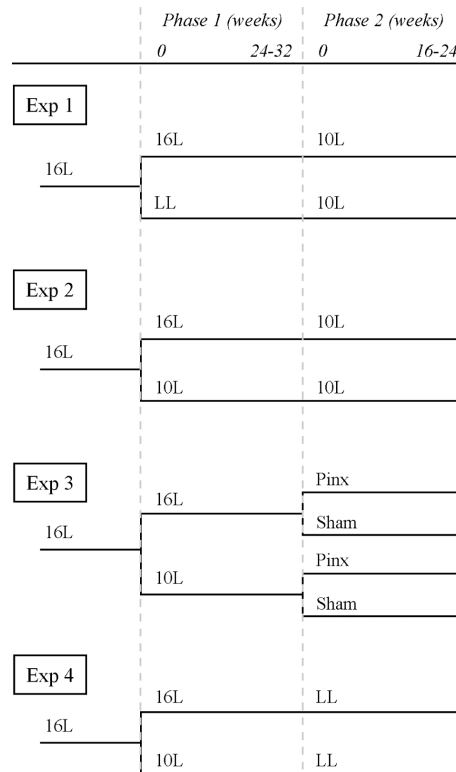 Phase 1 (weeks) Phase 2 (weeks)
0 24-32 0 16-24
Exp 1
16L 10L
16L
LL 10L
Exp 2
16L 10L
16L
10L 10L
Exp 3
Pinx
16L
Sham
16L
Pinx
10L
Sham
Exp 4
16L LL
16L
10L LL